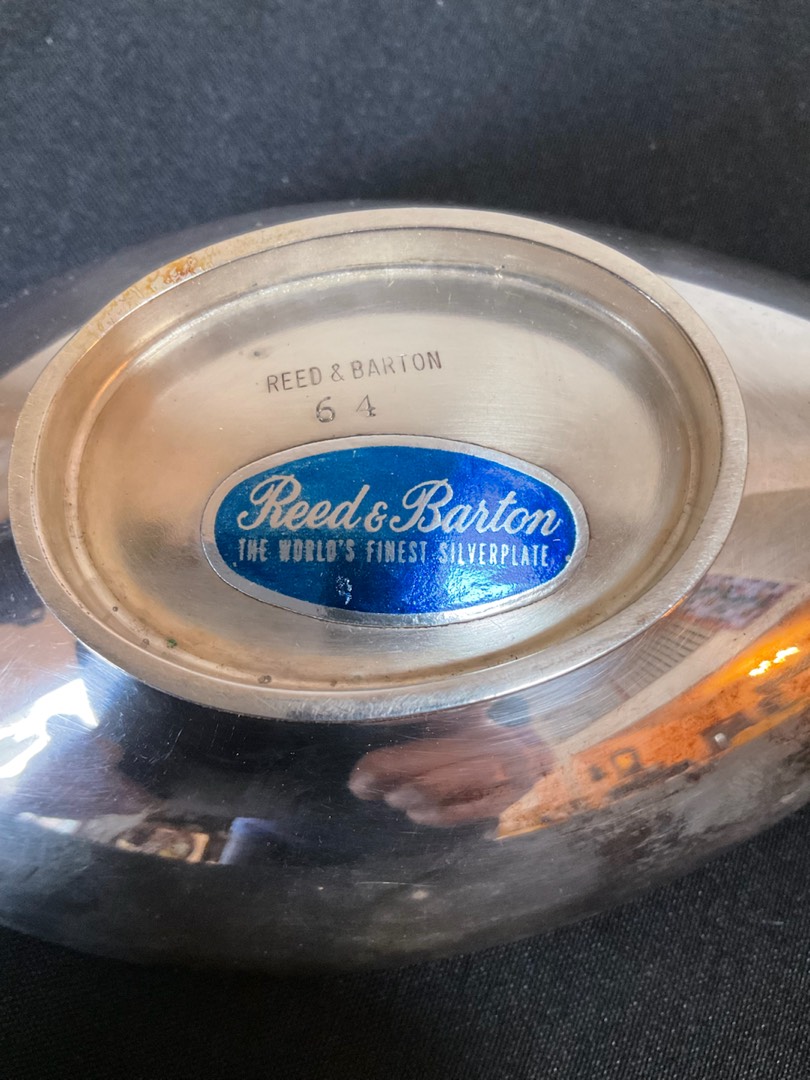 REED & BARTON
64
Reed & Barton
THE WORLD'S FINEST SILVERPLATE